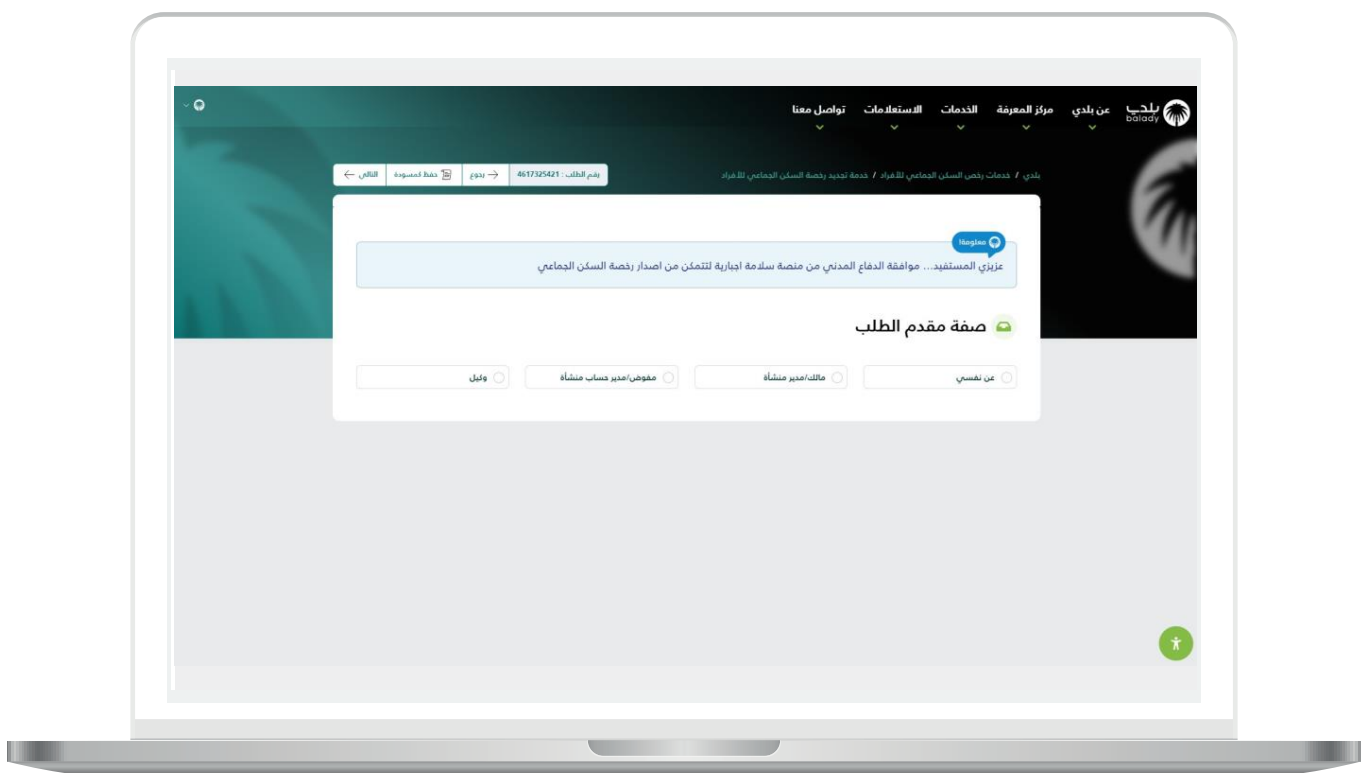 بلدي
balady
عن بلدي
مركز المعرفة
الخدمات
الاستعلامات
تواصل معنا
بلدي / خدمات رخص السكن الجماعي للأفراد / خدمة تجديد رخصة السكن الجماعي للأفراد
رقم الطلب : 4617325421
رجوع
حفظ كمسودة
التالي
معلومة!
عزيزي المستفيد... موافقة الدفاع المدني من منصة سلامة اجبارية لتتمكن من اصدار رخصة السكن الجماعي
صفة مقدم الطلب
عن نفسي
مالك/مدير منشأة
مفوض/مدير حساب منشأة
وكيل